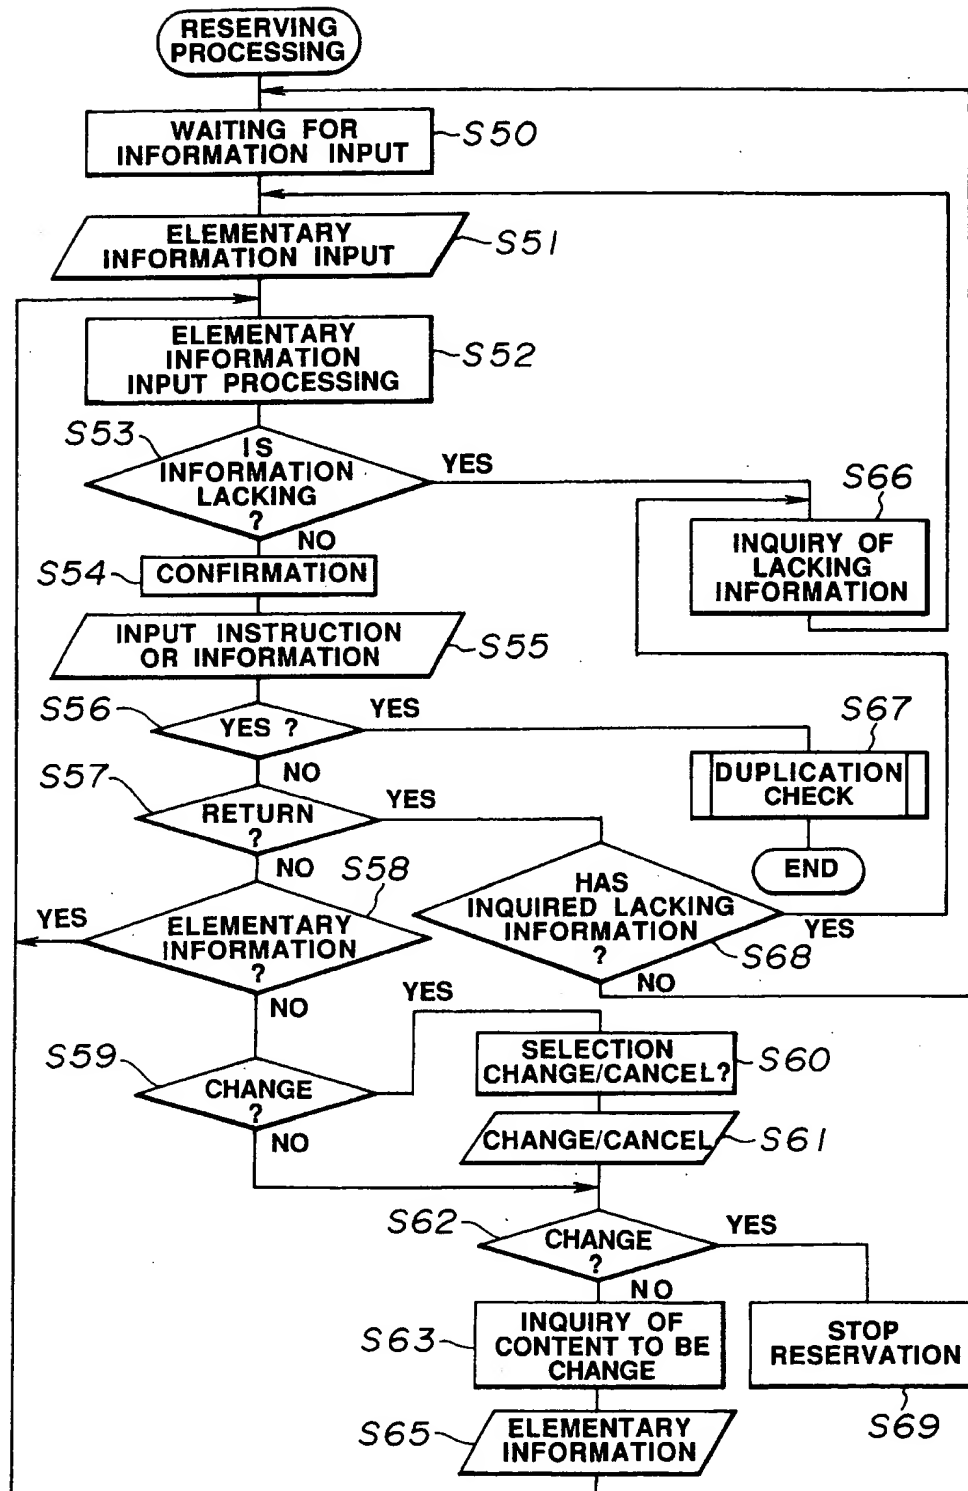 RESERVING
PROCESSING
WAITING FOR
INFORMATION INPUT
S50
ELEMENTARY
INFORMATION INPUT
S51
ELEMENTARY
INFORMATION
INPUT PROCESSING
S52
S53
IS
INFORMATION
LACKING
?
YES
NO
S66
INQUIRY OF
LACKING
INFORMATION
S54
CONFIRMATION
INPUT INSTRUCTION
OR INFORMATION
S55
S56
YES ?
YES
NO
S67
DUPLICATION
CHECK
END
S57
RETURN
?
YES
NO
S58
YES
ELEMENTARY
INFORMATION
?
NO
HAS
INQUIRED LACKING
INFORMATION
?
YES
S68
NO
S59
CHANGE
?
YES
NO
SELECTION
CHANGE/CANCEL?
S60
CHANGE/CANCEL
S61
S62
CHANGE
?
YES
NO
S63
INQUIRY OF
CONTENT TO BE
CHANGE
STOP
RESERVATION
S69
S65
ELEMENTARY
INFORMATION